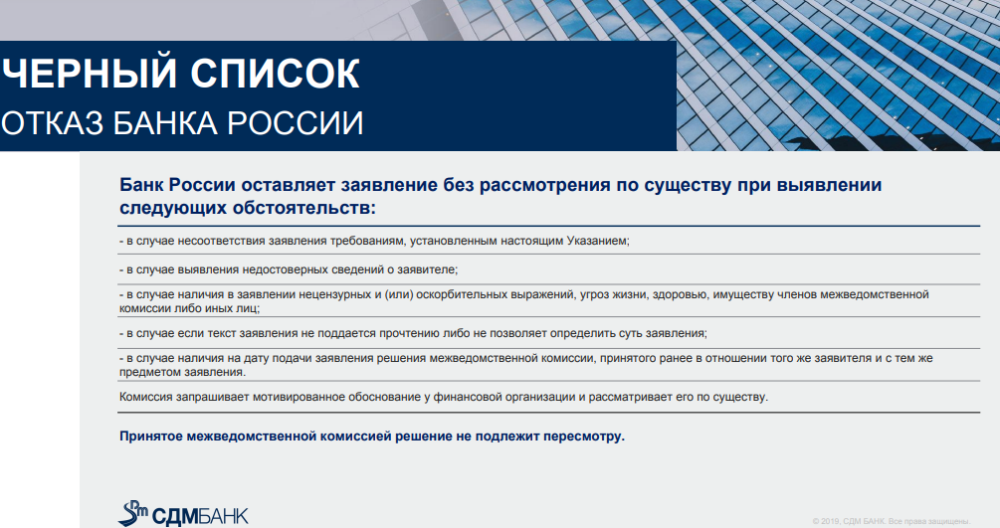 ЧЕРНЫЙ СПИСОК
ОТКАЗ БАНКА РОССИИ
Банк России оставляет заявление без рассмотрения по существу при выявлении
следующих обстоятельств:
- в случае несоответствия заявления требованиям, установленным настоящим Указанием;
- в случае выявления недостоверных сведений о заявителе;
- в случае наличия в заявлении нецензурных и (или) оскорбительных выражений, угроз жизни, здоровью, имуществу членов межведомственной
комиссии либо иных лиц;
- в случае если текст заявления не поддается прочтению либо не позволяет определить суть заявления;
- в случае наличия на дату подачи заявления решения межведомственной комиссии, принятого ранее в отношении того же заявителя и с тем же
предметом заявления.
Комиссия запрашивает мотивированное обоснование у финансовой организации и рассматривает его по существу.
Принятое межведомственной комиссией решение не подлежит пересмотру.
СДМБАНК
© 2019, СДМ БАНК. Все права защищены.